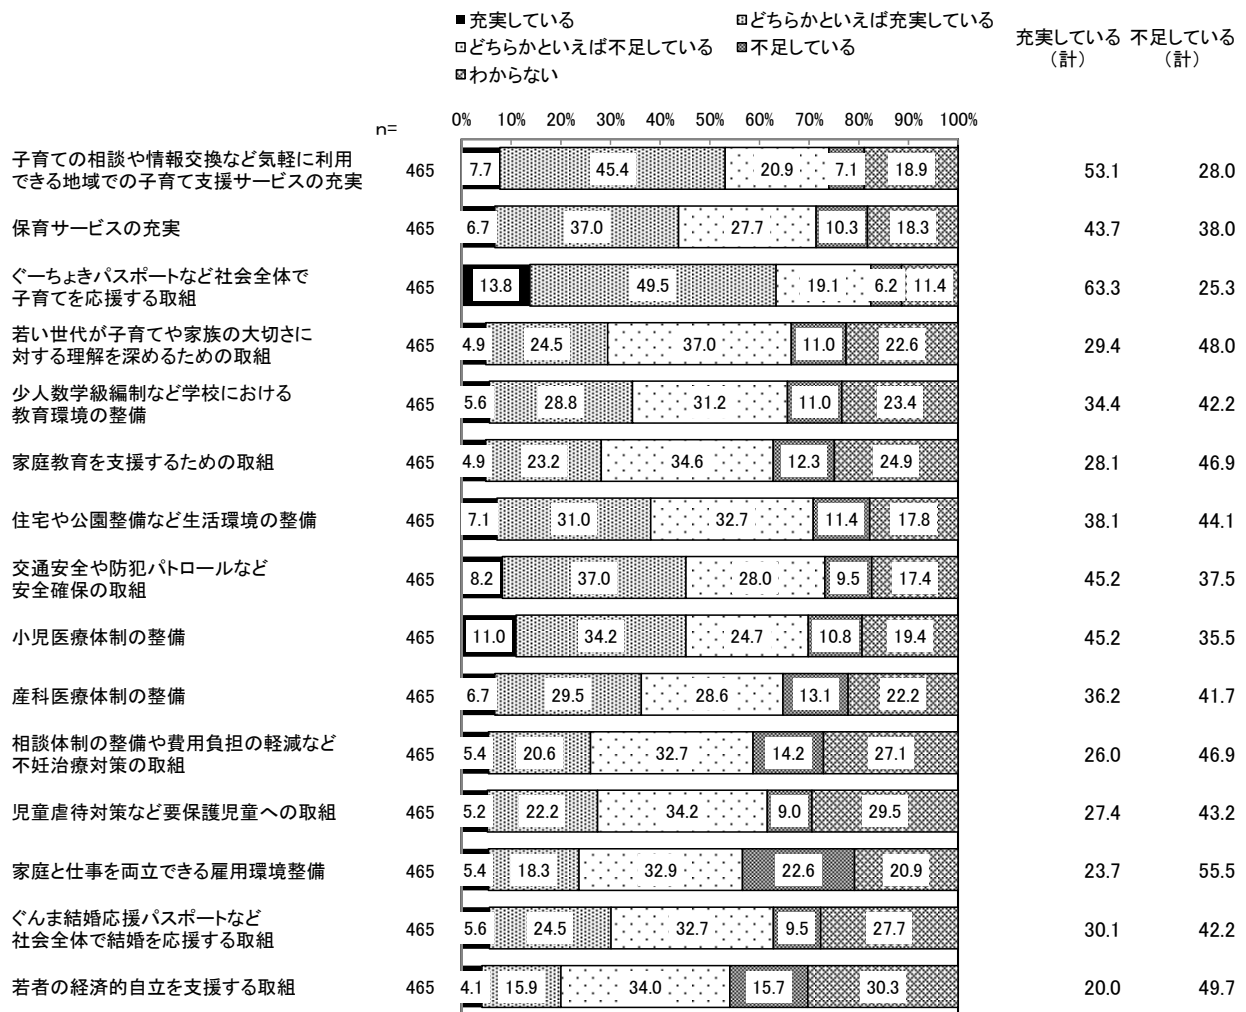 ■充実している
どちらかといえば充実している
どちらかといえば不足している
不足している
わからない
充実している
（計）
不足している
（計）
n=
0% 10% 20% 30% 40% 50% 60% 70% 80% 90% 100%
子育ての相談や情報交換など気軽に利用
できる地域での子育て支援サービスの充実
465 7.7 45.4 20.9 7.1 18.9 53.1 28.0
保育サービスの充実
465 6.7 37.0 27.7 10.3 18.3 43.7 38.0
ぐーちょきパスポートなど社会全体で
子育てを応援する取組
465 13.8 49.5 19.1 6.2 11.4 63.3 25.3
若い世代が子育てや家族の大切さに
対する理解を深めるための取組
465 4.9 24.5 37.0 11.0 22.6 29.4 48.0
少人数学級編制など学校における
教育環境の整備
465 5.6 28.8 31.2 11.0 23.4 34.4 42.2
家庭教育を支援するための取組
465 4.9 23.2 34.6 12.3 24.9 28.1 46.9
住宅や公園整備など生活環境の整備
465 7.1 31.0 32.7 11.4 17.8 38.1 44.1
交通安全や防犯パトロールなど
安全確保の取組
465 8.2 37.0 28.0 9.5 17.4 45.2 37.5
小児医療体制の整備
465 11.0 34.2 24.7 10.8 19.4 45.2 35.5
産科医療体制の整備
465 6.7 29.5 28.6 13.1 22.2 36.2 41.7
相談体制の整備や費用負担の軽減など
不妊治療対策の取組
465 5.4 20.6 32.7 14.2 27.1 26.0 46.9
児童虐待対策など要保護児童への取組
465 5.2 22.2 34.2 9.0 29.5 27.4 43.2
家庭と仕事を両立できる雇用環境整備
465 5.4 18.3 32.9 22.6 20.9 23.7 55.5
ぐんま結婚応援パスポートなど
社会全体で結婚を応援する取組
465 5.6 24.5 32.7 9.5 27.7 30.1 42.2
若者の経済的自立を支援する取組
465 4.1 15.9 34.0 15.7 30.3 20.0 49.7